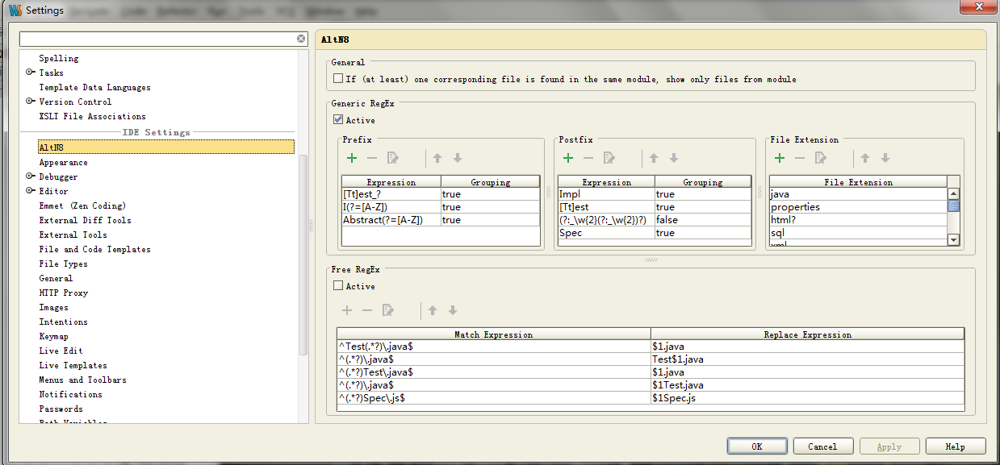 Settings
Spelling
Tasks
Template Data Languages
Version Control
XSLT File Associations
IDE Settings
AltN8
Appearance
Debugger
Editor
Emmet (Zen Coding)
External Diff Tools
External Tools
File and Code Templates
File Types
General
HTTP Proxy
Images
Intentions
Keymap
Live Edit
Live Templates
Menus and Toolbars
Notifications
Passwords
Path Variables
AltN8
General
If (at least) one corresponding file is found in the same module, show only files from module
Generic RegEx
Active
Prefix
Expression Grouping
[Tt]est_? true
I(?=[A-Z]) true
Abstract(?=[A-Z]) true
Postfix
Expression Grouping
Impl true
[Tt]est true
(?:_\w{2}(?:_\w{2})?) false
Spec true
File Extension
File Extension
java
properties
html?
sql
xml
Free RegEx
Active
Match Expression Replace Expression
^Test(.*?)\.java$ $1.java
^(.*?)\.java$ Test$1.java
^(.*?)Test\.java$ $1.java
^(.*?)\.java$ $1Test.java
^(.*?)Spec\.js$ $1Spec.js
OK Cancel Apply Help